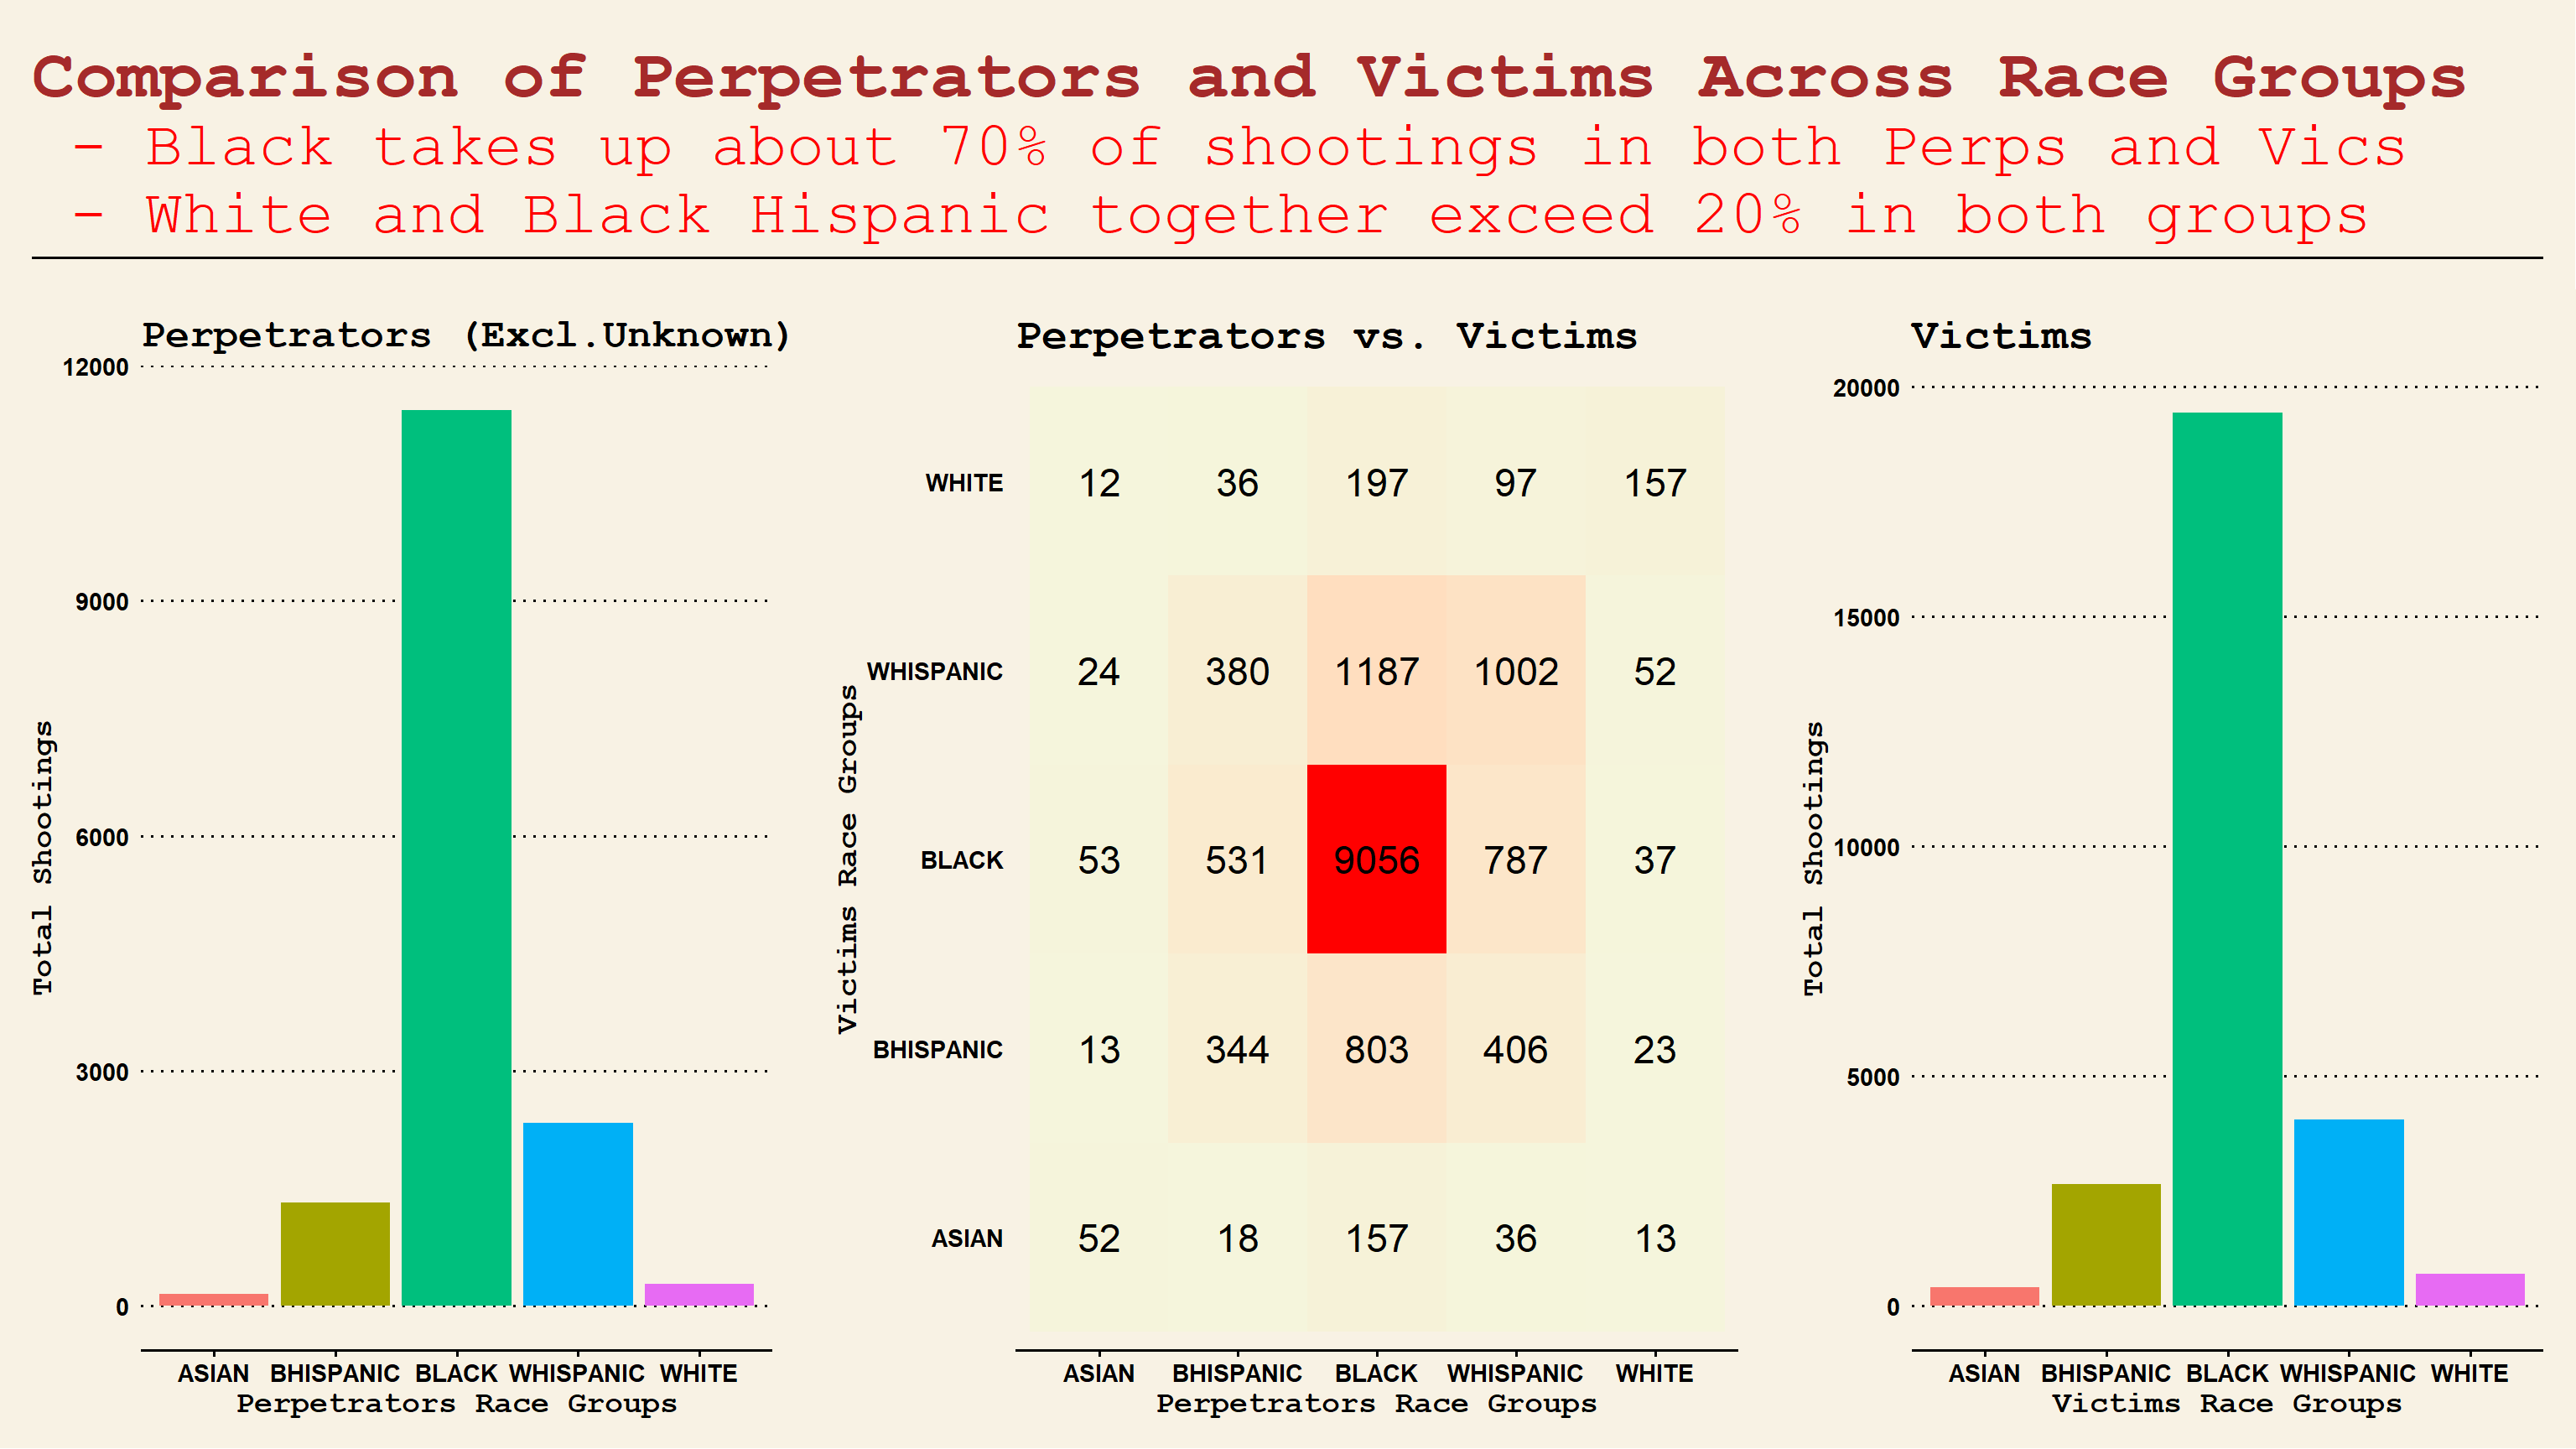 Comparison of Perpetrators and Victims Across Race Groups
- Black takes up about 70% of shootings in both Perps and Vics
- White and Black Hispanic together exceed 20% in both groups
Perpetrators (Excl.Unknown)
12000
9000
6000
3000
0
Total Shootings
ASIAN BHISPANIC BLACK WHISPANIC WHITE
Perpetrators Race Groups
Perpetrators vs. Victims
Victims Race Groups
WHITE 12 36 197 97 157
WHISPANIC 24 380 1187 1002 52
BLACK 53 531 9056 787 37
BHISPANIC 13 344 803 406 23
ASIAN 52 18 157 36 13
ASIAN BHISPANIC BLACK WHISPANIC WHITE
Perpetrators Race Groups
Victims
20000
15000
10000
5000
0
Total Shootings
ASIAN BHISPANIC BLACK WHISPANIC WHITE
Victims Race Groups